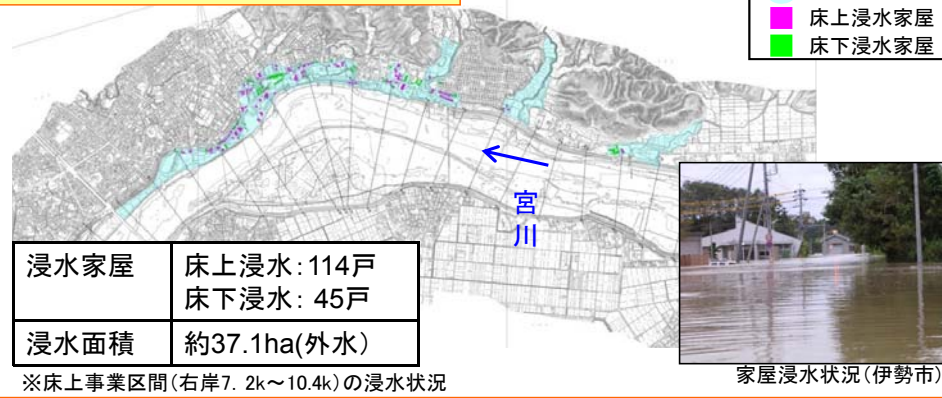 床上浸水家屋
床下浸水家屋
宮川
浸水家屋
床上浸水:114戸
床下浸水: 45戸
浸水面積
約37.1ha(外水)
※床上事業区間(右岸7. 2k～10.4k)の浸水状況
家屋浸水状況(伊勢市)